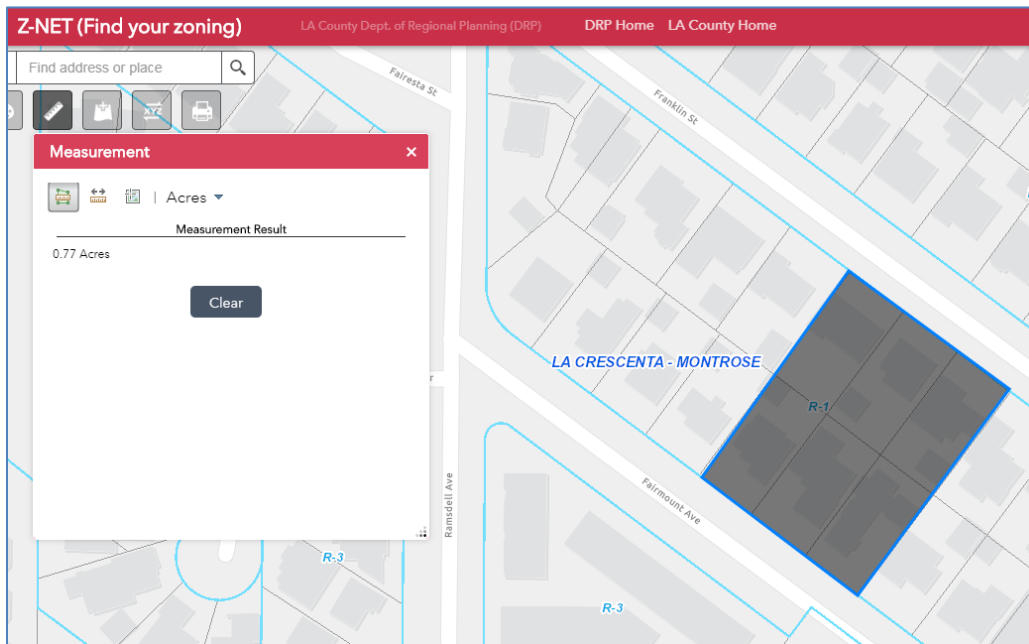 Z-NET (Find your zoning)
LA County Dept. of Regional Planning (DRP)
DRP Home
LA County Home
Find address or place
XYZ
Fairesta St
Franklin St
Measurement
×
| Acres
Measurement Result
0.77 Acres
Clear
LA CRESCENTA - MONTROSE
R-1
Ramsdell Ave
Fairmount Ave
R-3
R-3